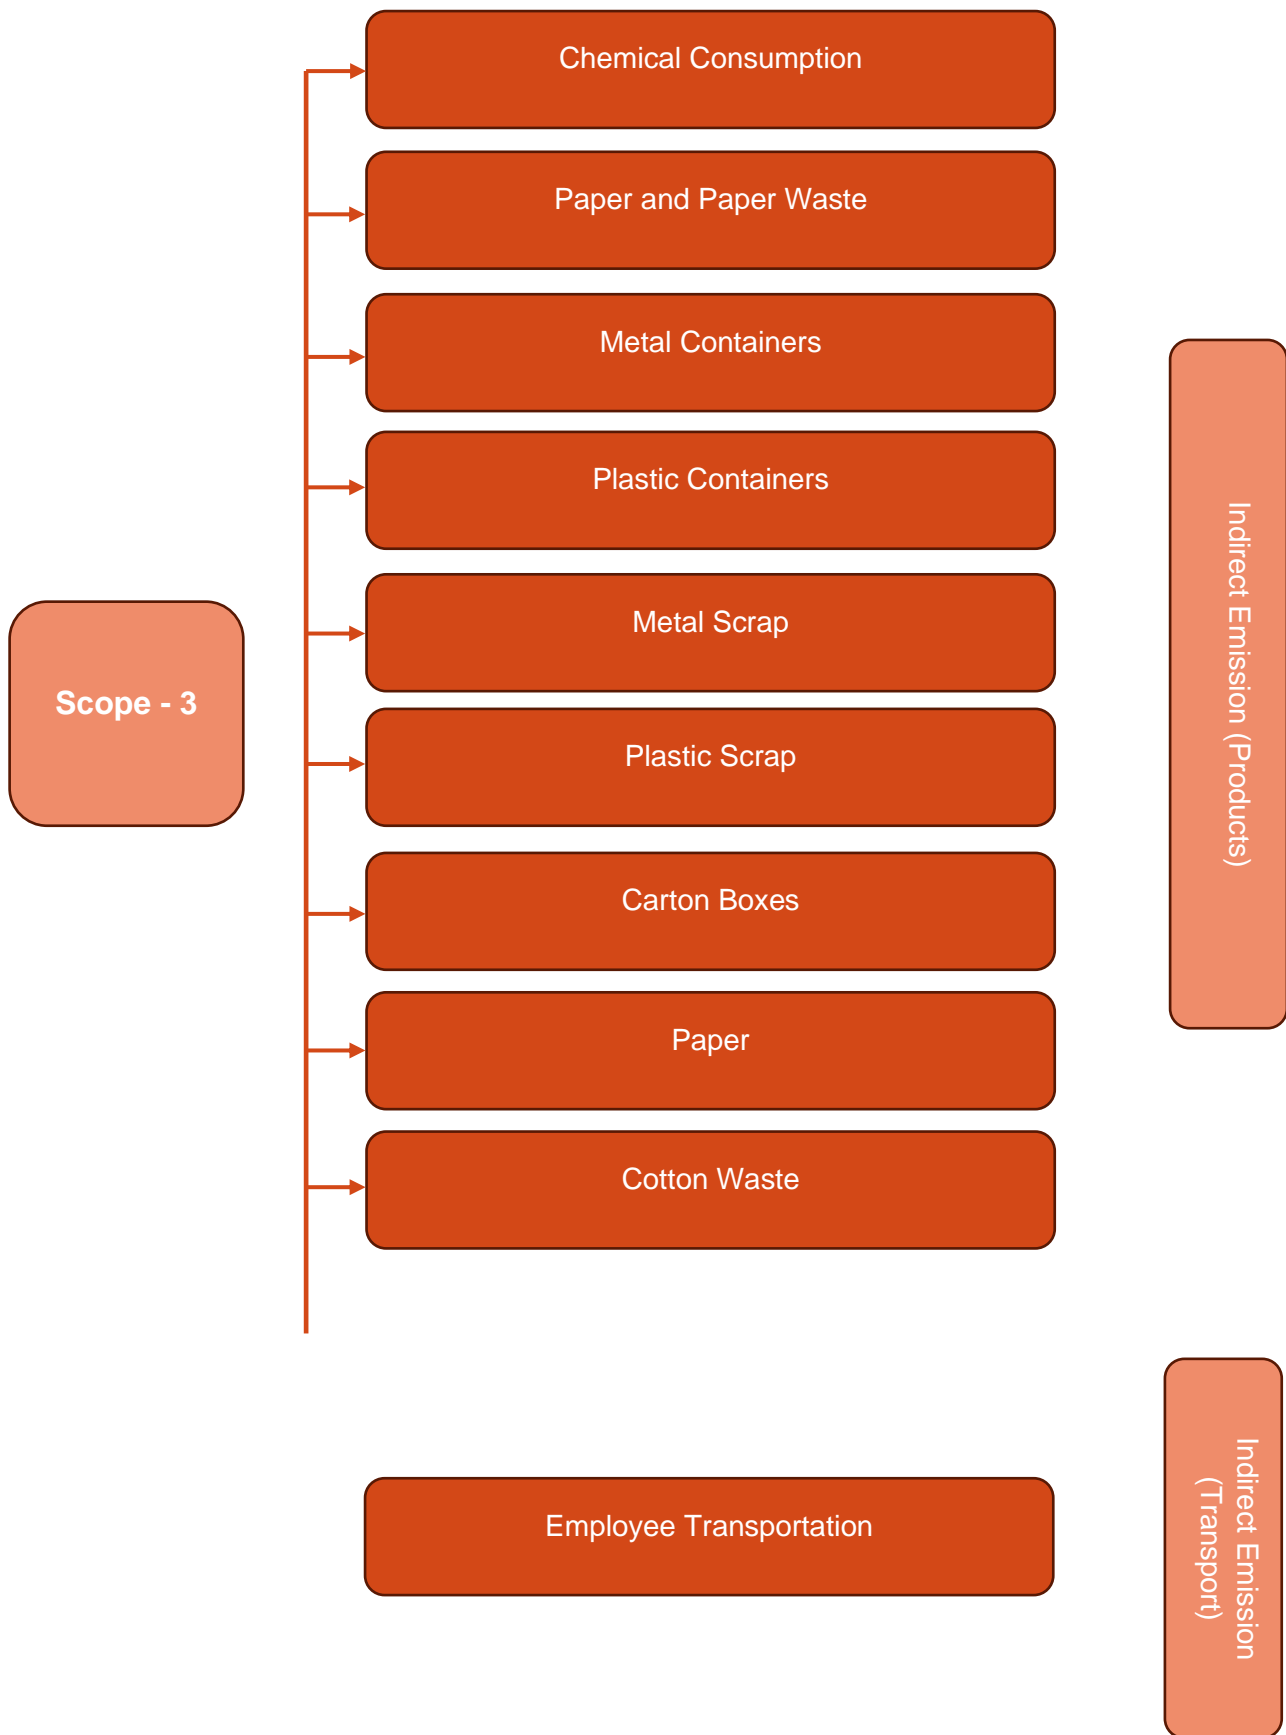 Chemical Consumption
Paper and Paper Waste
Metal Containers
Plastic Containers
Metal Scrap
Scope - 3
Plastic Scrap
Carton Boxes
Paper
Cotton Waste
Indirect Emission (Products)
Employee Transportation
Indirect Emission
(Transport)